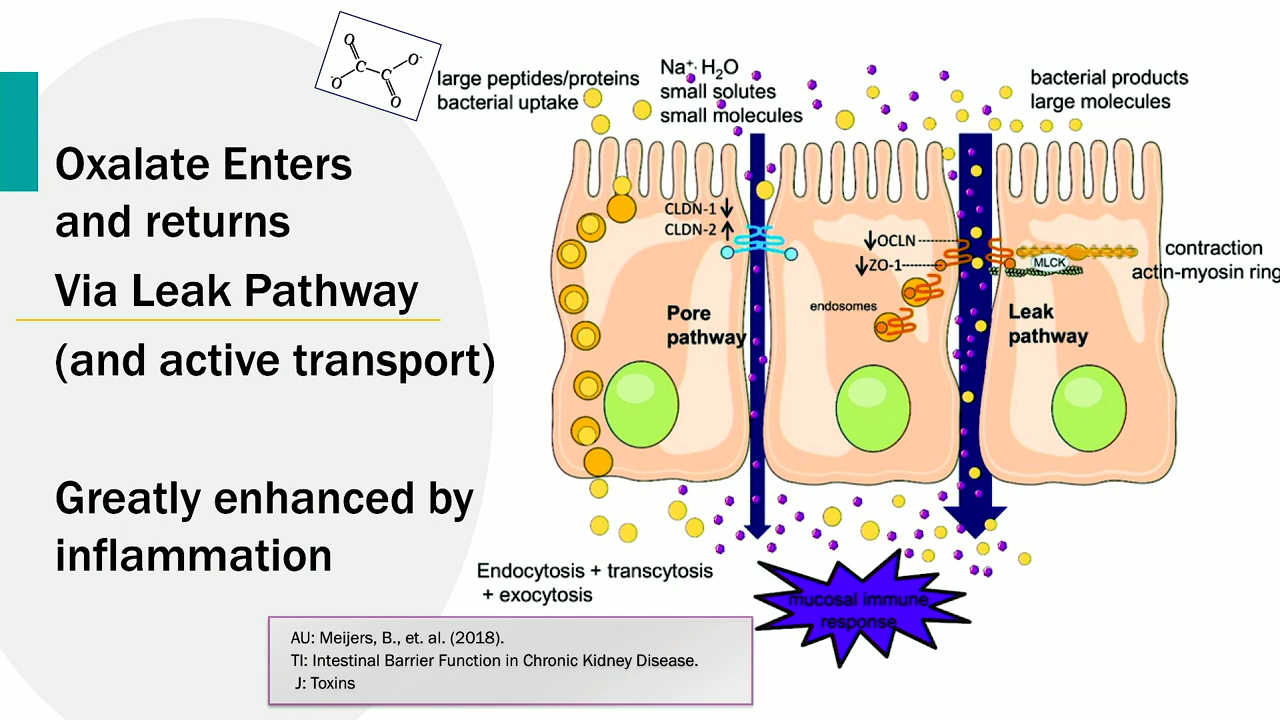 Oxalate Enters
and returns
Via Leak Pathway
(and active transport)
Greatly enhanced by
inflammation
O
C
C
O-
-O
O
large peptides/proteins
bacterial uptake
Na+, H2O
small solutes
small molecules
bacterial products
large molecules
CLDN-1 ↓
CLDN-2 ↑
↓OCLN
↓ZO-1
endosomes
MLCK
contraction
actin-myosin ring
Pore
pathway
Leak
pathway
Endocytosis + transcytosis
+ exocytosis
mucosal immune
response
AU: Meijers, B., et. al. (2018).
TI: Intestinal Barrier Function in Chronic Kidney Disease.
J: Toxins